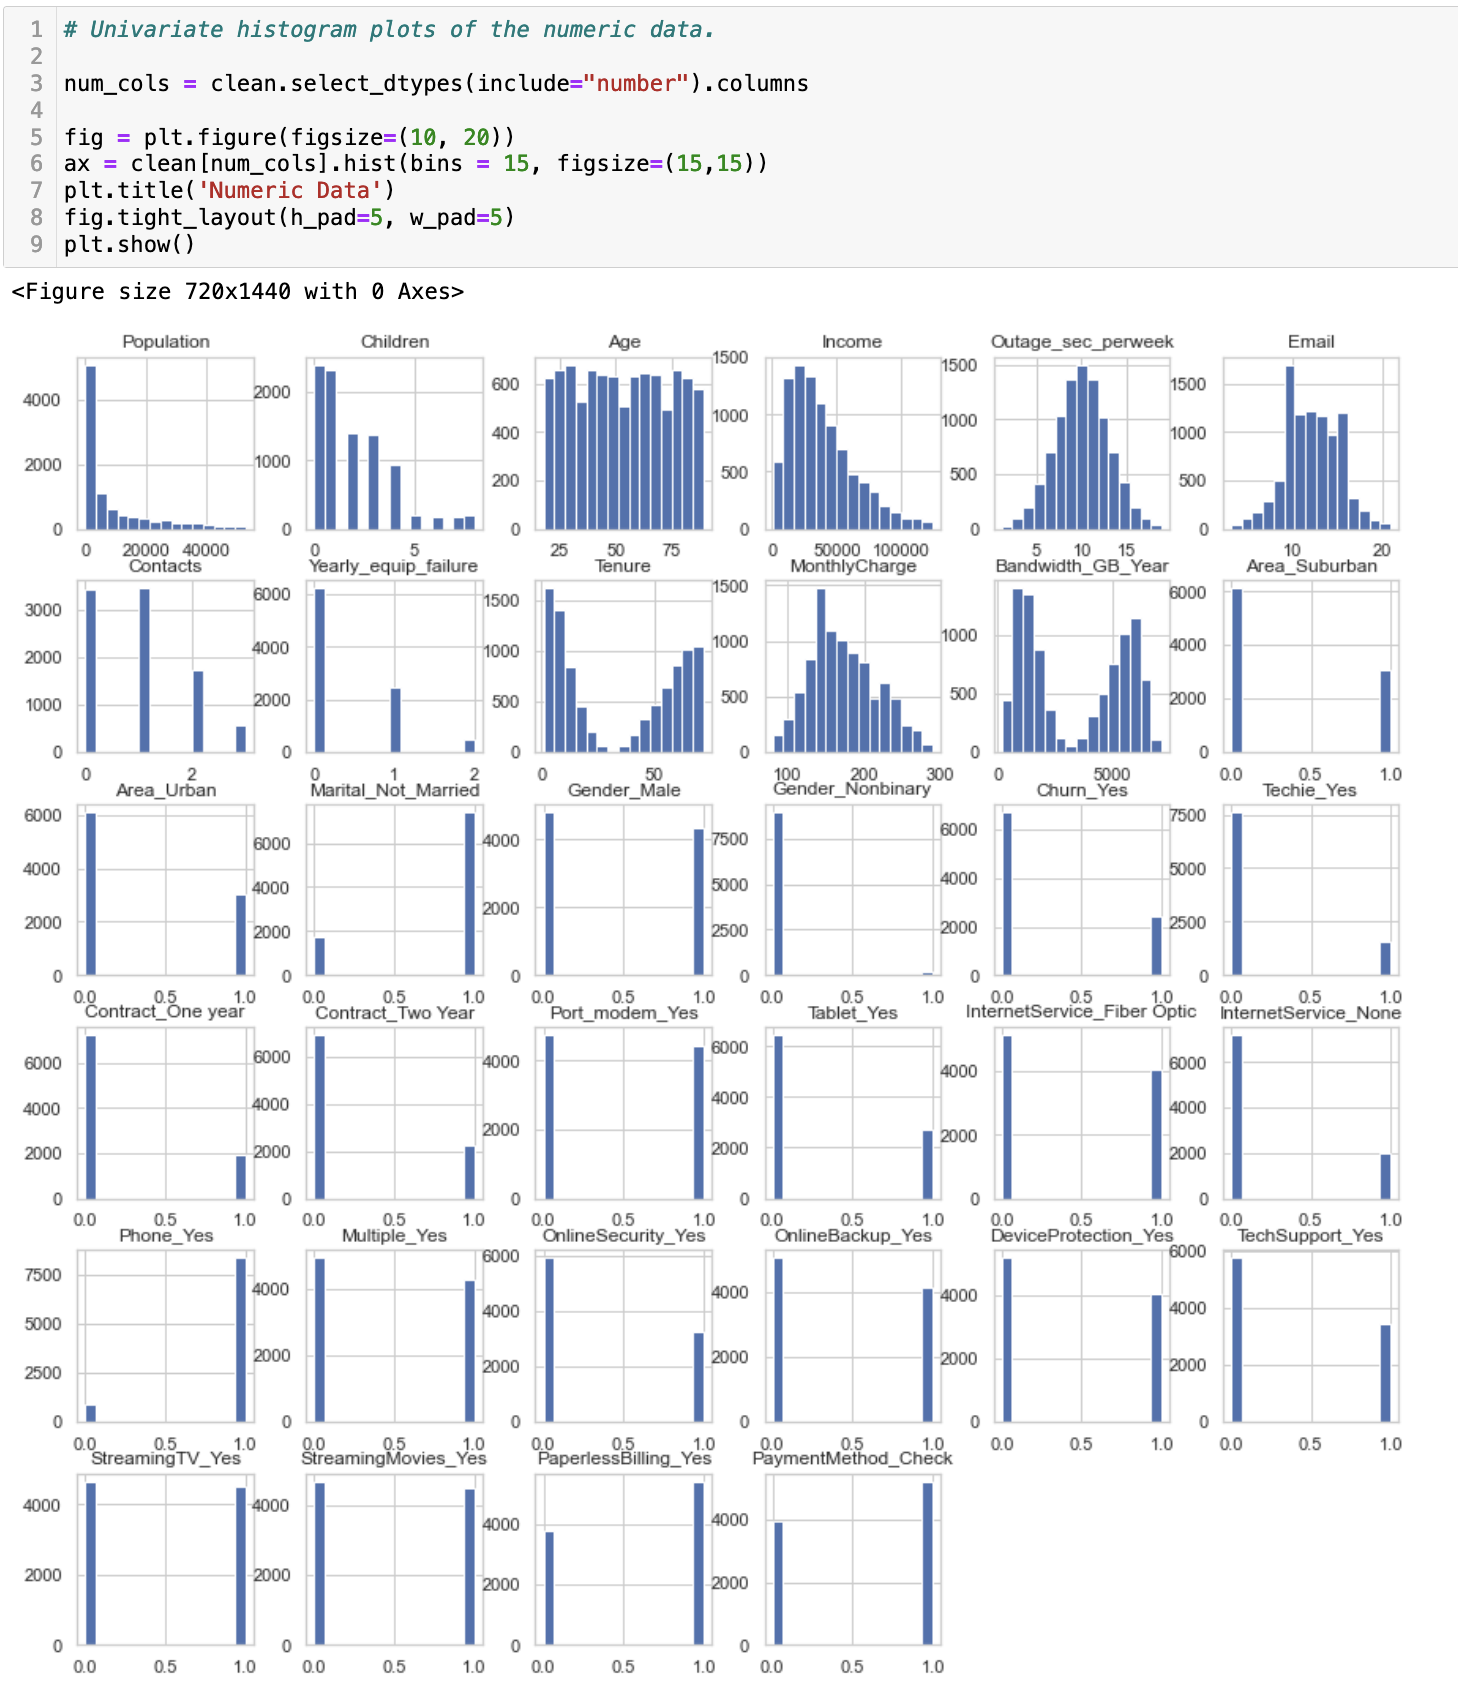 1 # Univariate histogram plots of the numeric data.
2
3 num_cols = clean.select_dtypes(include="number").columns
4
5 fig = plt.figure(figsize=(10, 20))
6 ax = clean[num_cols].hist(bins = 15, figsize=(15,15))
7 plt.title('Numeric Data')
8 fig.tight_layout(h_pad=5, w_pad=5)
9 plt.show()
<Figure size 720x1440 with 0 Axes>
Population Children Age Income Outage_sec_perweek Email
4000 2000 0
2000 1000 0
600 400 200 0
1500 1000 500 0
1500 1000 500 0
1500 1000 500 0
0 20000 40000 0 5 25 50 75 0 50000 100000 5 10 15 10 20
Contacts Yearly_equip_failure Tenure MonthlyCharge Bandwidth_GB_Year Area_Suburban
3000 2000 1000 0
6000 4000 2000 0
1500 1000 500 0
1500 1000 500 0
1000 500 0
6000 4000 2000 0
0 2 0 1 2 0 50 100 200 300 0 5000 0.0 0.5 1.0
Area_Urban Marital_Not_Married Gender_Male Gender_Nonbinary Churn_Yes Techie_Yes
6000 4000 2000 0
6000 4000 2000 0
4000 2000 0
7500 5000 2500 0
6000 4000 2000 0
7500 5000 2500 0
0.0 0.5 1.0 0.0 0.5 1.0 0.0 0.5 1.0 0.0 0.5 1.0 0.0 0.5 1.0 0.0 0.5 1.0
Contract_One year Contract_Two Year Port_modem_Yes Tablet_Yes InternetService_Fiber Optic InternetService_None
6000 4000 2000 0
6000 4000 2000 0
4000 2000 0
6000 4000 2000 0
4000 2000 0
6000 4000 2000 0
0.0 0.5 1.0 0.0 0.5 1.0 0.0 0.5 1.0 0.0 0.5 1.0 0.0 0.5 1.0 0.0 0.5 1.0
Phone_Yes Multiple_Yes OnlineSecurity_Yes OnlineBackup_Yes DeviceProtection_Yes TechSupport_Yes
7500 5000 2500 0
4000 2000 0
6000 4000 2000 0
4000 2000 0
4000 2000 0
6000 4000 2000 0
0.0 0.5 1.0 0.0 0.5 1.0 0.0 0.5 1.0 0.0 0.5 1.0 0.0 0.5 1.0 0.0 0.5 1.0
StreamingTV_Yes StreamingMovies_Yes PaperlessBilling_Yes PaymentMethod_Check
4000 2000 0
4000 2000 0
4000 2000 0
4000 2000 0
0.0 0.5 1.0 0.0 0.5 1.0 0.0 0.5 1.0 0.0 0.5 1.0